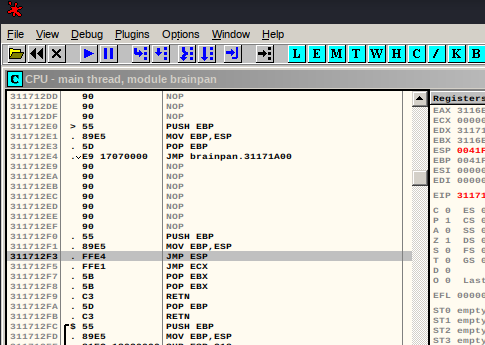 File View Debug Plugins Options Window Help
L E M T W H C / K B
C CPU - main thread, module brainpan
311712DD 90 NOP
311712DE 90 NOP
311712DF 90 NOP
311712E0 > 55 PUSH EBP
311712E1 . 89E5 MOV EBP,ESP
311712E3 . 5D POP EBP
311712E4 . E9 17070000 JMP brainpan.31171A00
311712E9 90 NOP
311712EA 90 NOP
311712EB 90 NOP
311712EC 90 NOP
311712ED 90 NOP
311712EE 90 NOP
311712EF 90 NOP
311712F0 . 55 PUSH EBP
311712F1 . 89E5 MOV EBP,ESP
311712F3 . FFE4 JMP ESP
311712F5 . FFE1 JMP ECX
311712F7 . 5B POP EBX
311712F8 . 5B POP EBX
311712F9 . C3 RETN
311712FA . 5D POP EBP
311712FB . C3 RETN
311712FC $ 55 PUSH EBP
311712FD . 89E5 MOV EBP,ESP
Registers
EAX 3116E
ECX 00000
EDX 31171
EBX 3116E
ESP 0041F
EBP 0041F
ESI 00000
EDI 00000
EIP 31171
C 0 ES 0
P 1 CS 0
A 0 SS 0
Z 1 DS 0
S 0 FS 0
T 0 GS 0
D 0
O 0 Last
EFL 00000
ST0 empty
ST1 empty
ST2 empty
ST3 empty